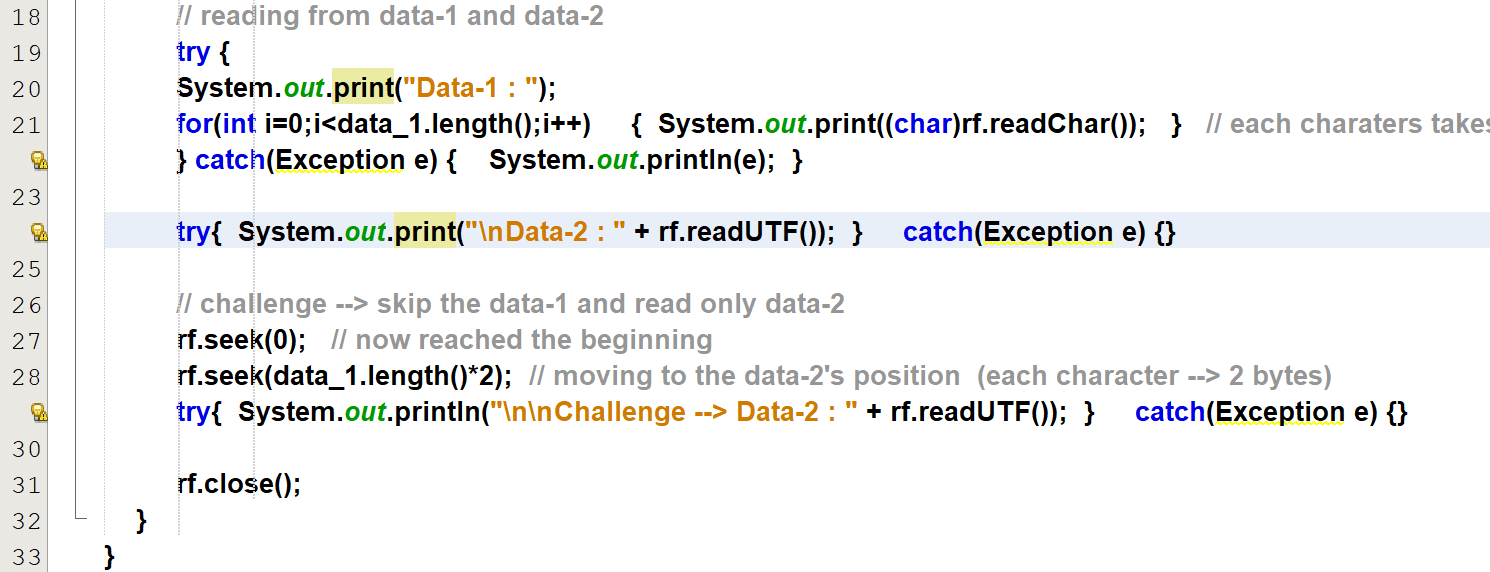 18 // reading from data-1 and data-2
19 try {
20 System.out.print("Data-1 : ");
21 for(int i=0;i<data_1.length();i++) { System.out.print((char)rf.readChar()); } // each charaters takes
} catch(Exception e) { System.out.println(e); }
23
try{ System.out.print("\nData-2 : " + rf.readUTF()); } catch(Exception e) {}
25
26 // challenge --> skip the data-1 and read only data-2
27 rf.seek(0); // now reached the beginning
28 rf.seek(data_1.length()*2); // moving to the data-2's position (each character --> 2 bytes)
try{ System.out.println("\n\nChallenge --> Data-2 : " + rf.readUTF()); } catch(Exception e) {}
30
31 rf.close();
32 }
33 }